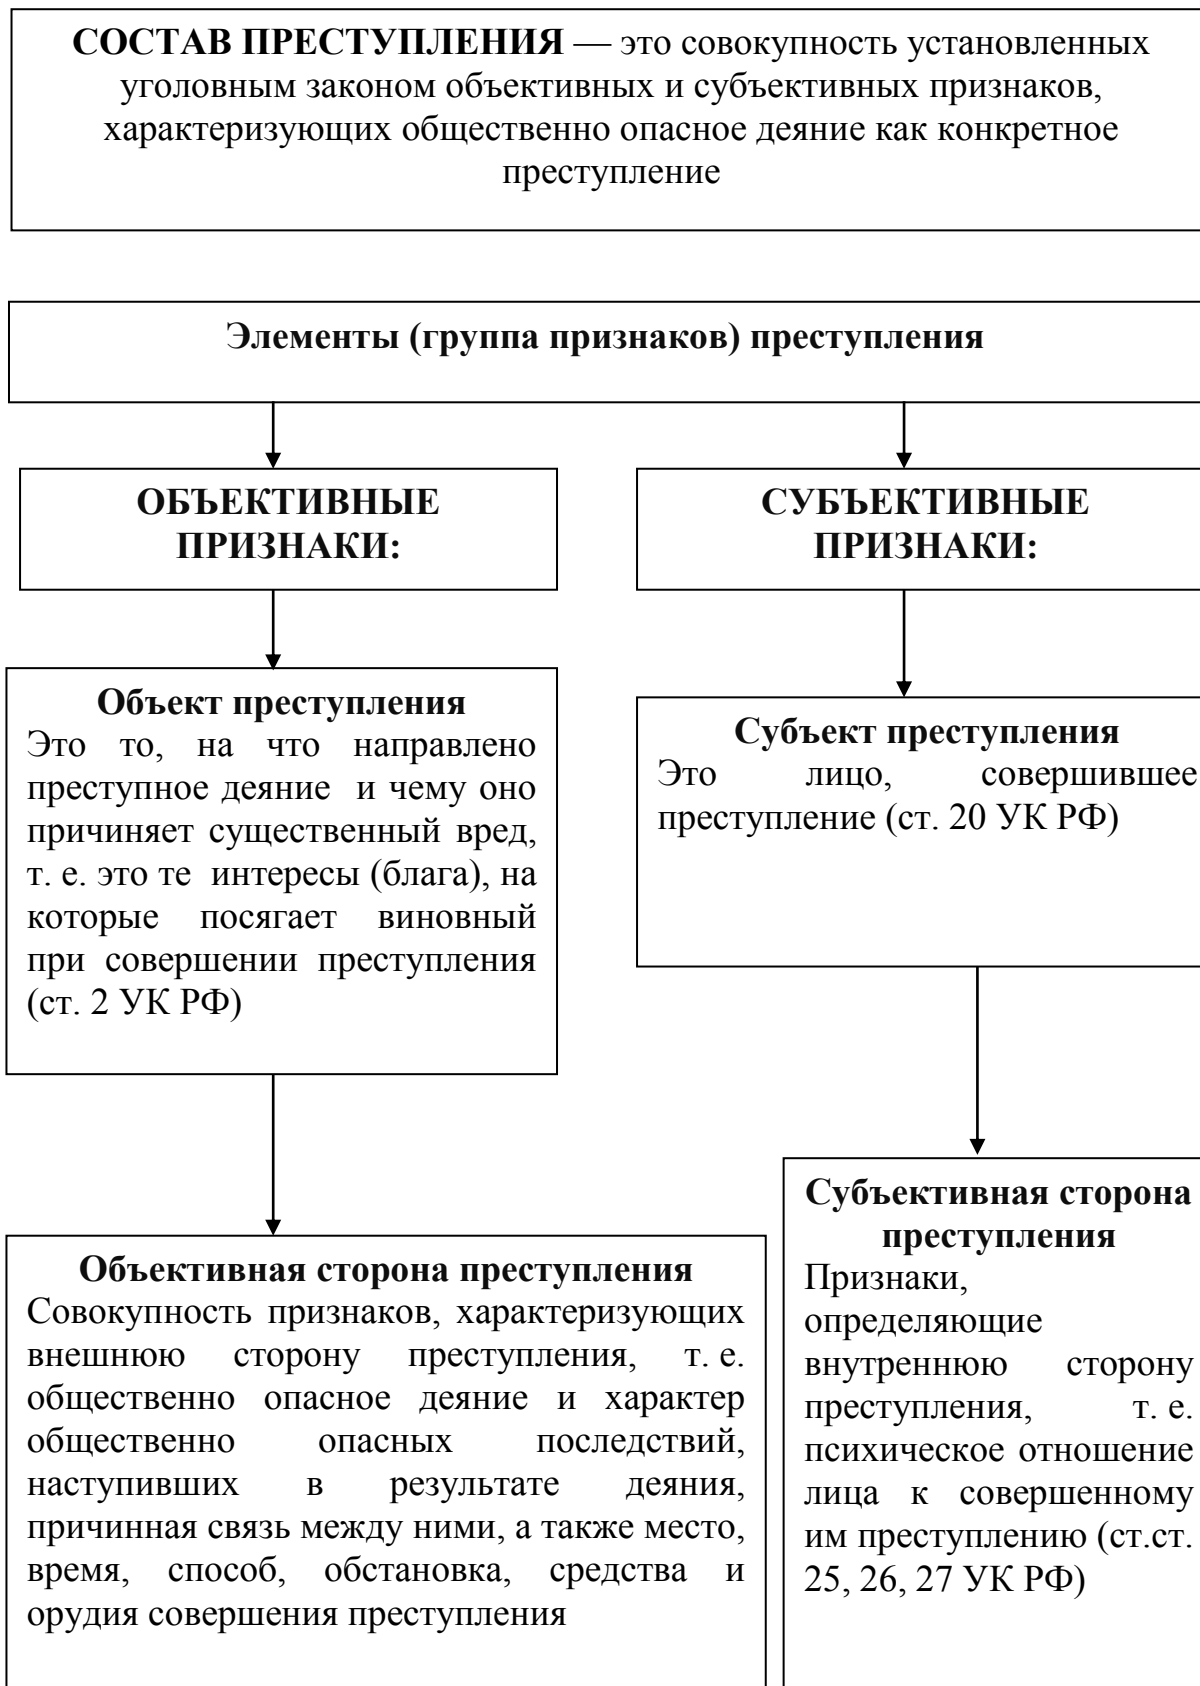 СОСТАВ ПРЕСТУПЛЕНИЯ — это совокупность установленных
уголовным законом объективных и субъективных признаков,
характеризующих общественно опасное деяние как конкретное
преступление
Элементы (группа признаков) преступления
ОБЪЕКТИВНЫЕ
ПРИЗНАКИ:
СУБЪЕКТИВНЫЕ
ПРИЗНАКИ:
Объект преступления
Это то, на что направлено
преступное деяние и чему оно
причиняет существенный вред,
т. е. это те интересы (блага), на
которые посягает виновный
при совершении преступления
(ст. 2 УК РФ)
Субъект преступления
Это лицо, совершившее
преступление (ст. 20 УК РФ)
Объективная сторона преступления
Совокупность признаков, характеризующих
внешнюю сторону преступления, т. е.
общественно опасное деяние и характер
общественно опасных последствий,
наступивших в результате деяния,
причинная связь между ними, а также место,
время, способ, обстановка, средства и
орудия совершения преступления
Субъективная сторона
преступления
Признаки,
определяющие
внутреннюю сторону
преступления, т. е.
психическое отношение
лица к совершенному
им преступлению (ст.ст.
25, 26, 27 УК РФ)